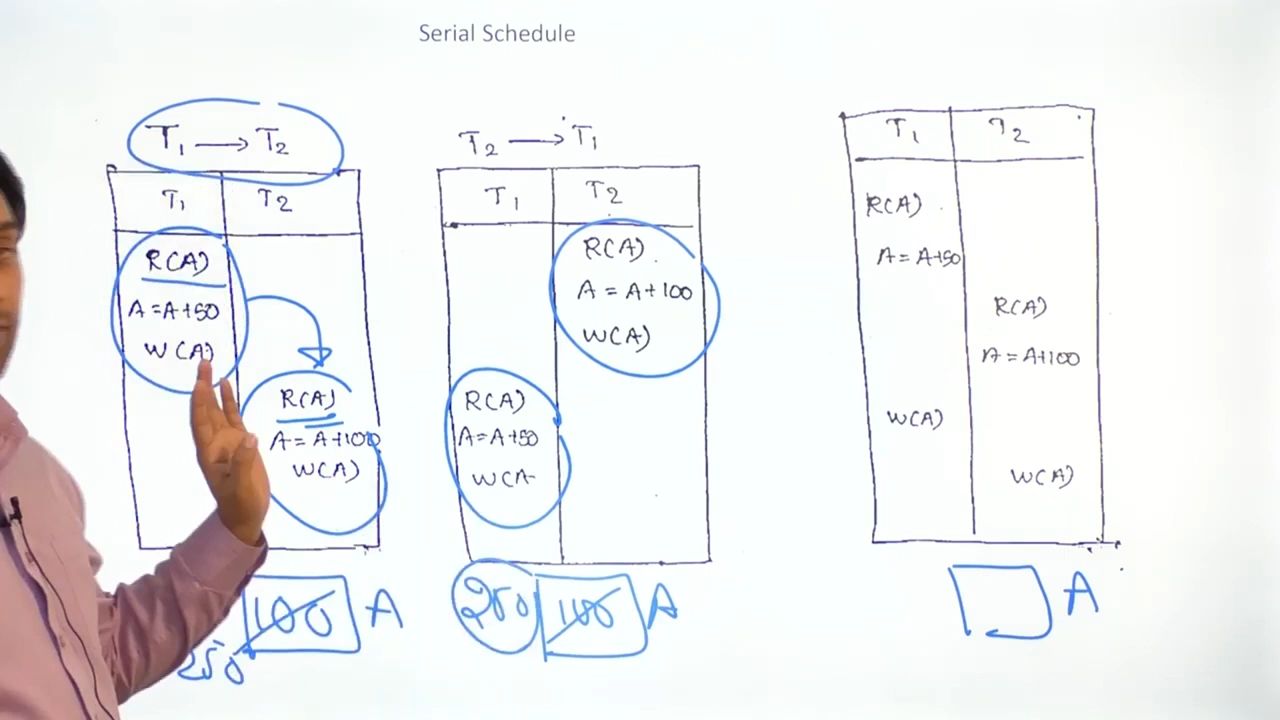 Serial Schedule
T1 → T2
T1 T2
R(A)
A=A+50
W(A)
R(A)
A=A+100
W(A)
100 A
250
T2 → T1
T1 T2
R(A)
A=A+100
W(A)
R(A)
A=A+50
W(A
250 100 A
T1 T2
R(A)
A=A+50
R(A)
A=A+100
W(A)
W(A)
A